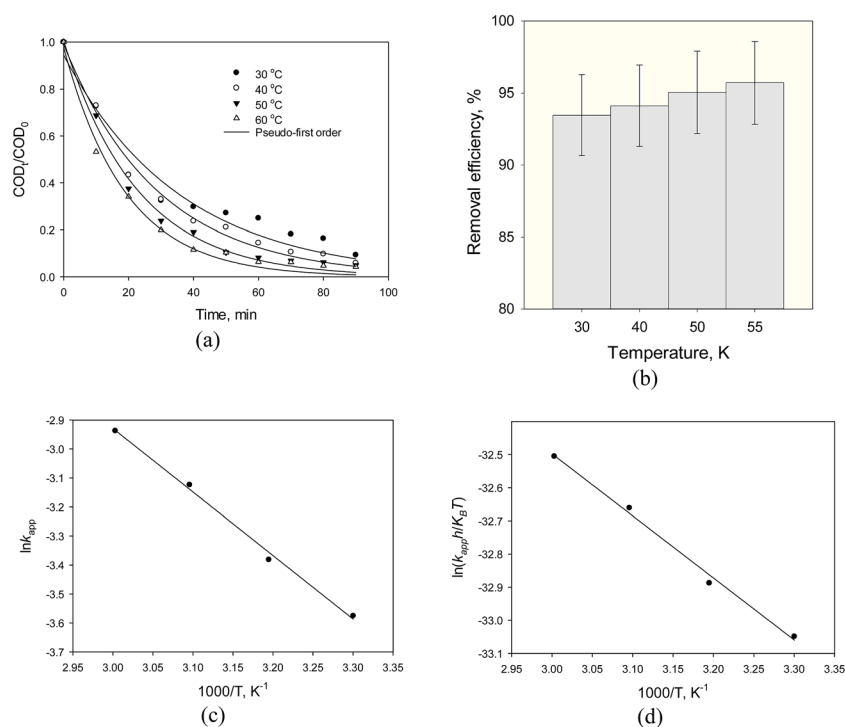 1.0
0.8
0.6
0.4
0.2
0.0
CODt/COD0
30 °C
40 °C
50 °C
60 °C
Pseudo-first order
0 20 40 60 80 100
Time, min
(a)
100
95
90
85
80
Removal efficiency, %
30 40 50 55
Temperature, K
(b)
-2.9
-3.0
-3.1
-3.2
-3.3
-3.4
-3.5
-3.6
-3.7
lnkapp
2.95 3.00 3.05 3.10 3.15 3.20 3.25 3.30 3.35
1000/T, K-1
(c)
-32.5
-32.6
-32.7
-32.8
-32.9
-33.0
-33.1
ln(kapph/KBT)
2.95 3.00 3.05 3.10 3.15 3.20 3.25 3.30 3.35
1000/T, K-1
(d)